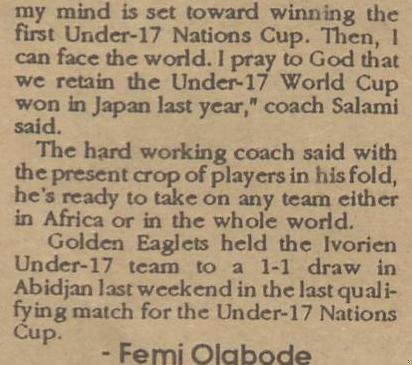 my mind is set toward winning the
first Under-17 Nations Cup. Then, I
can face the world. I pray to God that
we retain the Under-17 World Cup
won in Japan last year," coach Salami
said.
The hard working coach said with
the present crop of players in his fold,
he's ready to take on any team either
in Africa or in the whole world.
Golden Eaglets held the Ivorien
Under-17 team to a 1-1 draw in
Abidjan last weekend in the last quali-
fying match for the Under-17 Nations
Cup.
- Femi Olabode